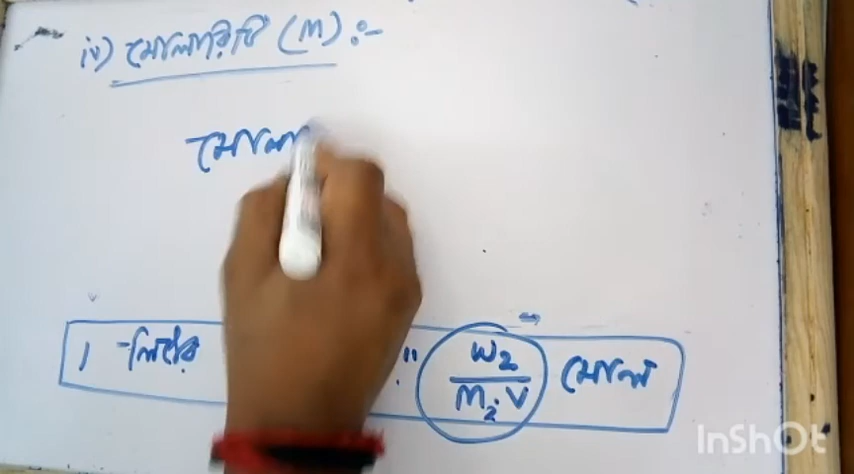 iv) মোলারিটি (M) :-
মোলা
1 লিটার " W₂/M₂.V মোল
InShOt